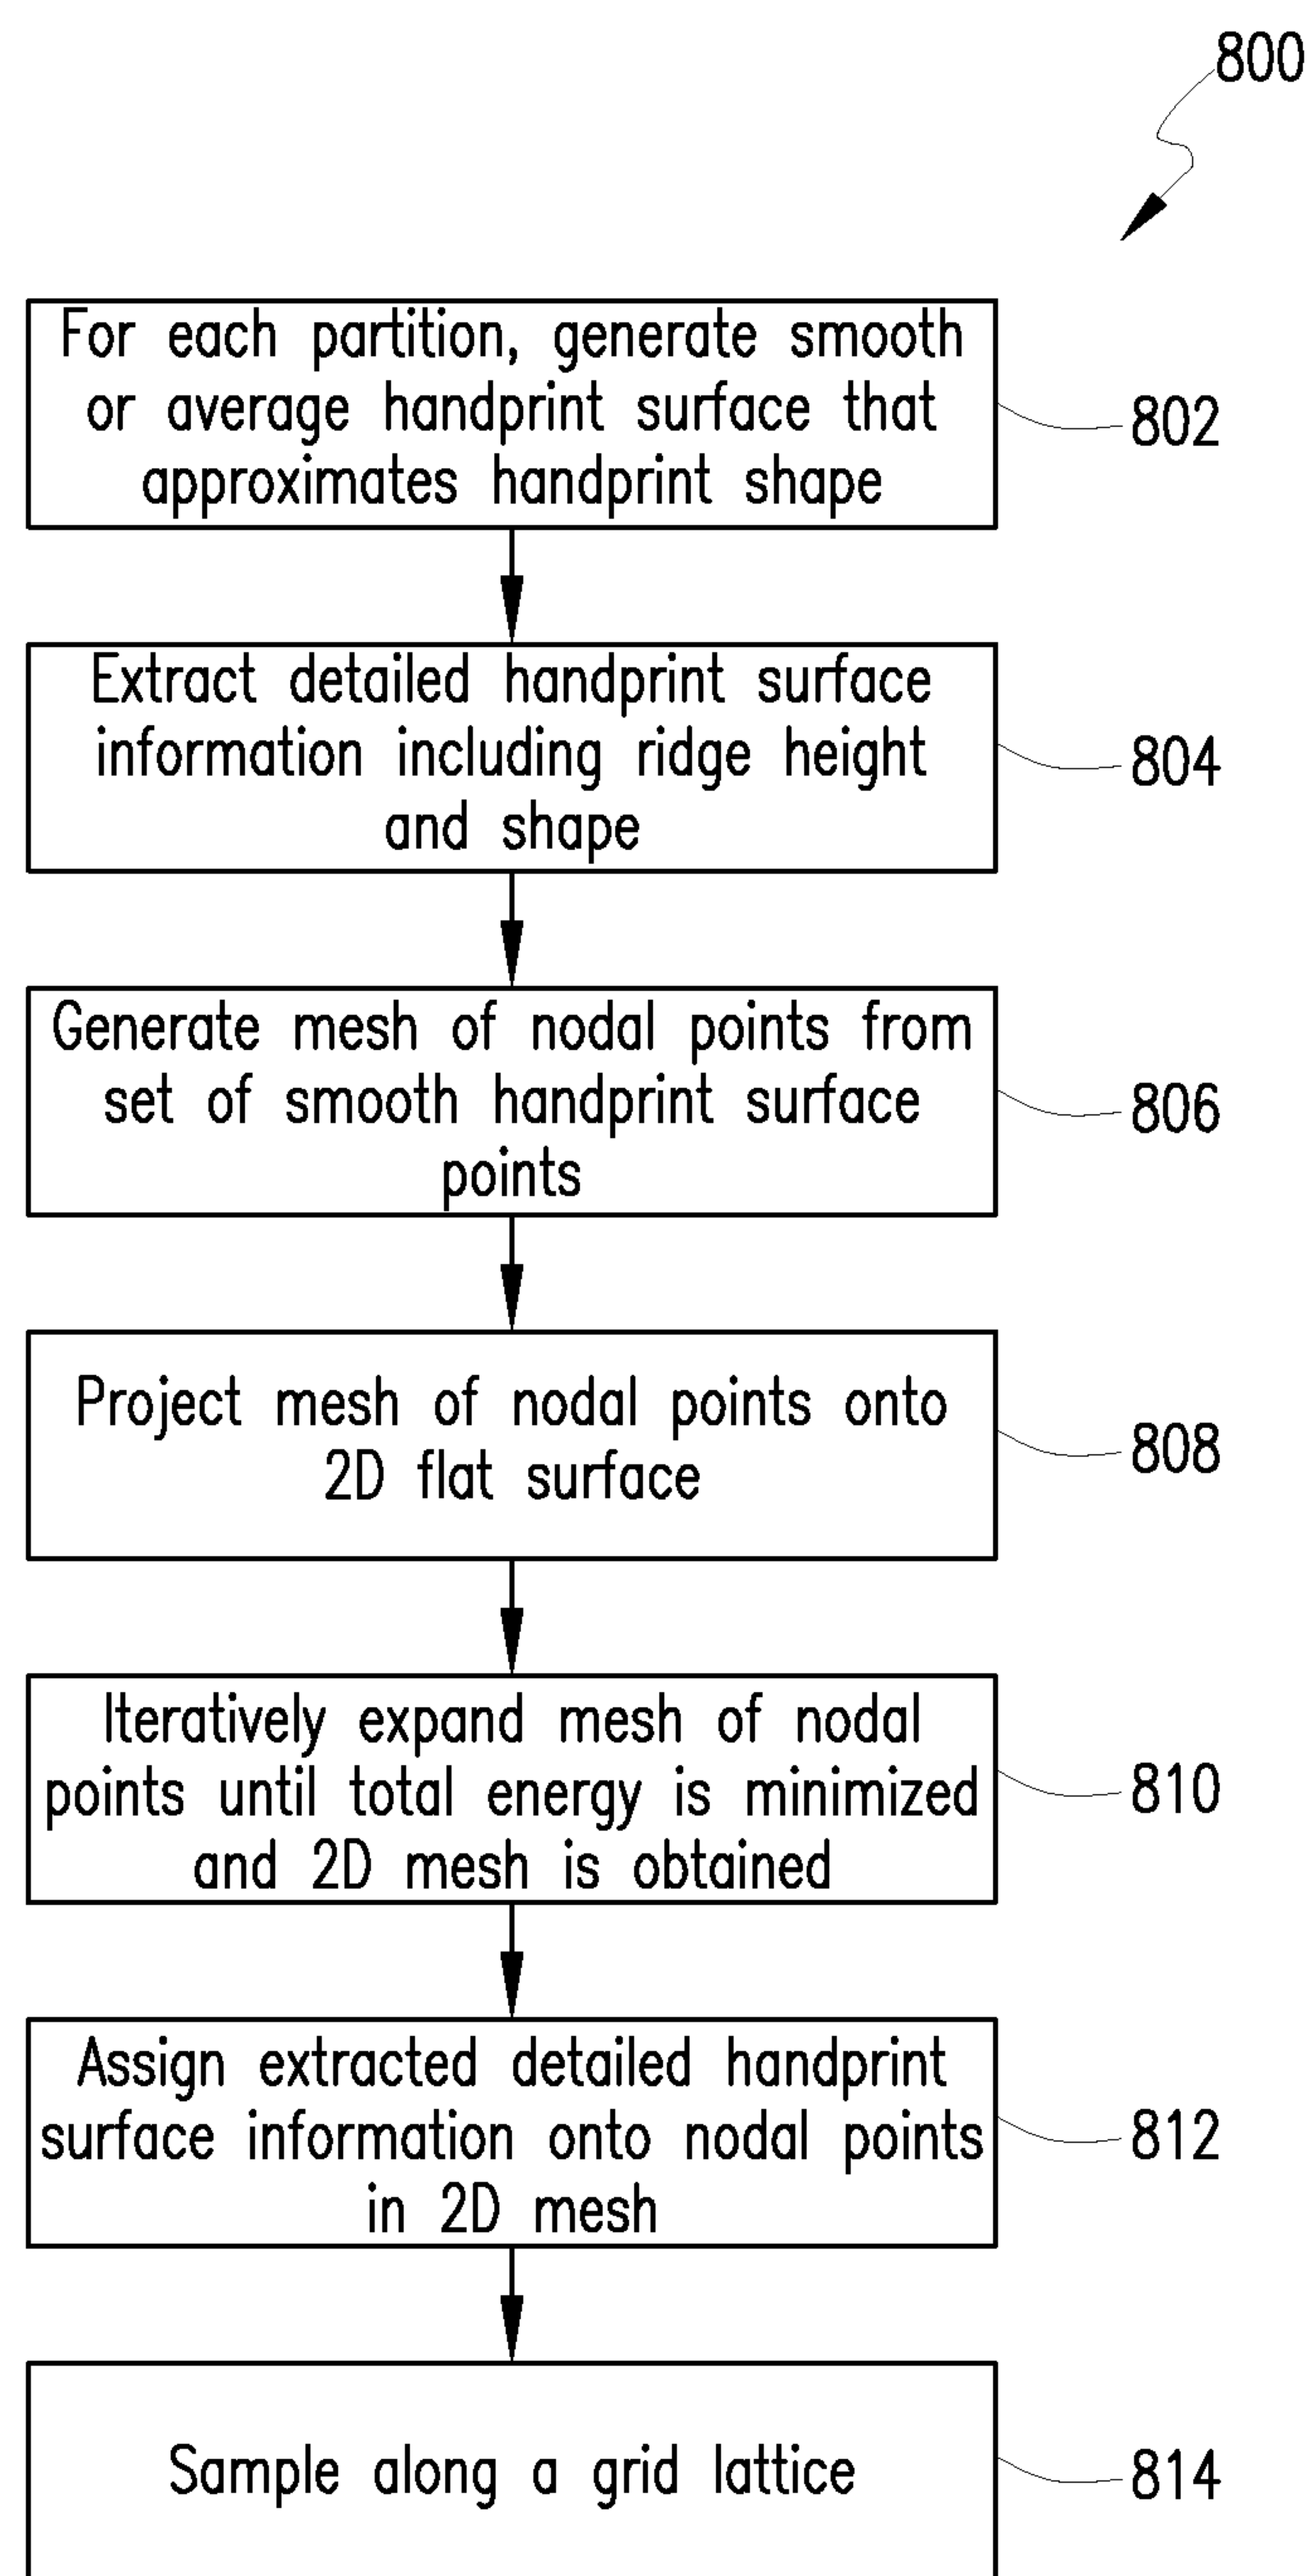 800
For each partition, generate smooth
or average handprint surface that
approximates handprint shape
802
Extract detailed handprint surface
information including ridge height
and shape
804
Generate mesh of nodal points from
set of smooth handprint surface
points
806
Project mesh of nodal points onto
2D flat surface
808
Iteratively expand mesh of nodal
points until total energy is minimized
and 2D mesh is obtained
810
Assign extracted detailed handprint
surface information onto nodal points
in 2D mesh
812
Sample along a grid lattice
814